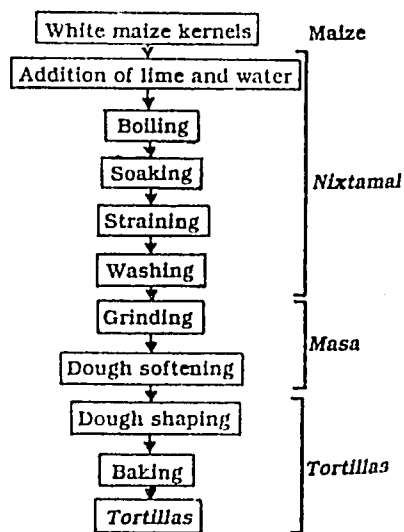 White maize kernels Maize
Addition of lime and water
Boiling
Soaking
Nixtamal
Straining
Washing
Grinding
Masa
Dough softening
Dough shaping
Baking
Tortillas
Tortillas